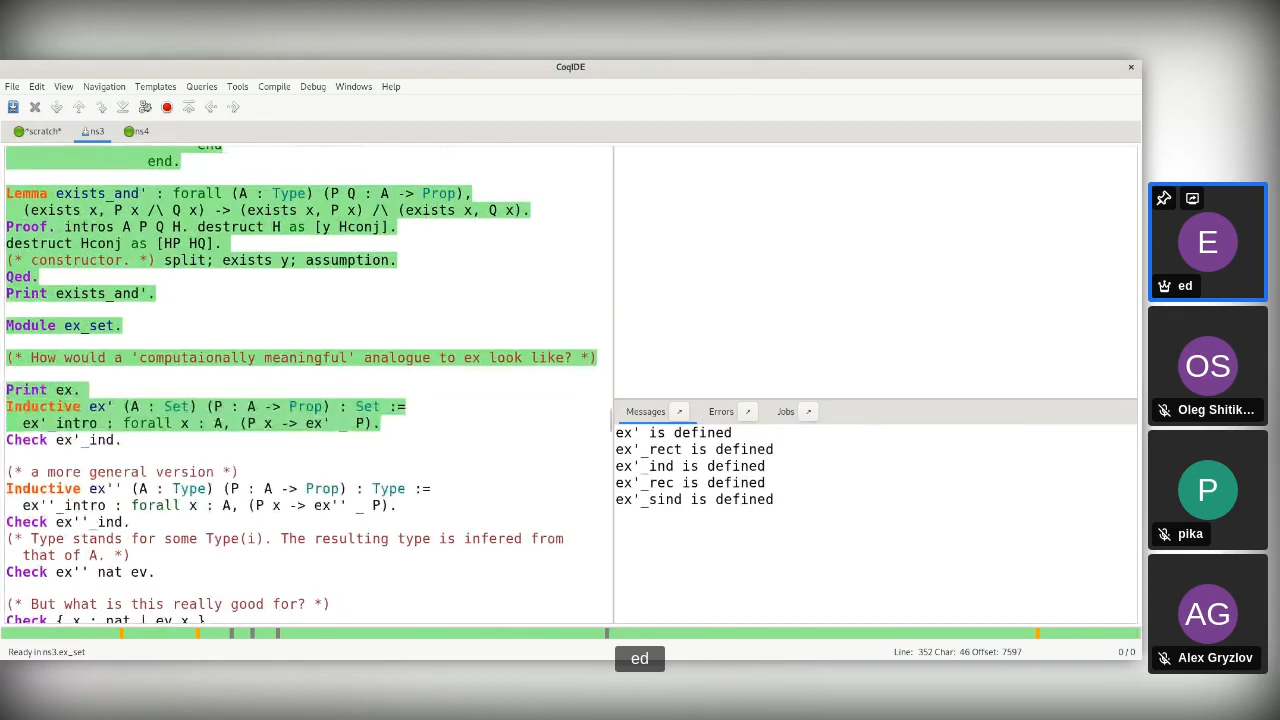 CoqIDE
×
File Edit View Navigation Templates Queries Tools Compile Debug Windows Help
*scratch* ns3 ns4
end
end.
Lemma exists_and' : forall (A : Type) (P Q : A -> Prop),
(exists x, P x /\ Q x) -> (exists x, P x) /\ (exists x, Q x).
Proof. intros A P Q H. destruct H as [y Hconj].
destruct Hconj as [HP HQ].
(* constructor. *) split; exists y; assumption.
Qed.
Print exists_and'.
Module ex_set.
(* How would a 'computaionally meaningful' analogue to ex look like? *)
Print ex.
Inductive ex' (A : Set) (P : A -> Prop) : Set :=
ex'_intro : forall x : A, (P x -> ex' _ P).
Check ex'_ind.
(* a more general version *)
Inductive ex'' (A : Type) (P : A -> Prop) : Type :=
ex''_intro : forall x : A, (P x -> ex'' _ P).
Check ex''_ind.
(* Type stands for some Type(i). The resulting type is infered from
that of A. *)
Check ex'' nat ev.
(* But what is this really good for? *)
Check { x : nat | ev x }
Messages Errors Jobs
ex' is defined
ex'_rect is defined
ex'_ind is defined
ex'_rec is defined
ex'_sind is defined
Ready in ns3.ex_set
Line: 352 Char: 46 Offset: 7597
0 / 0
ed
E
ed
OS
Oleg Shitik...
P
pika
AG
Alex Gryzlov